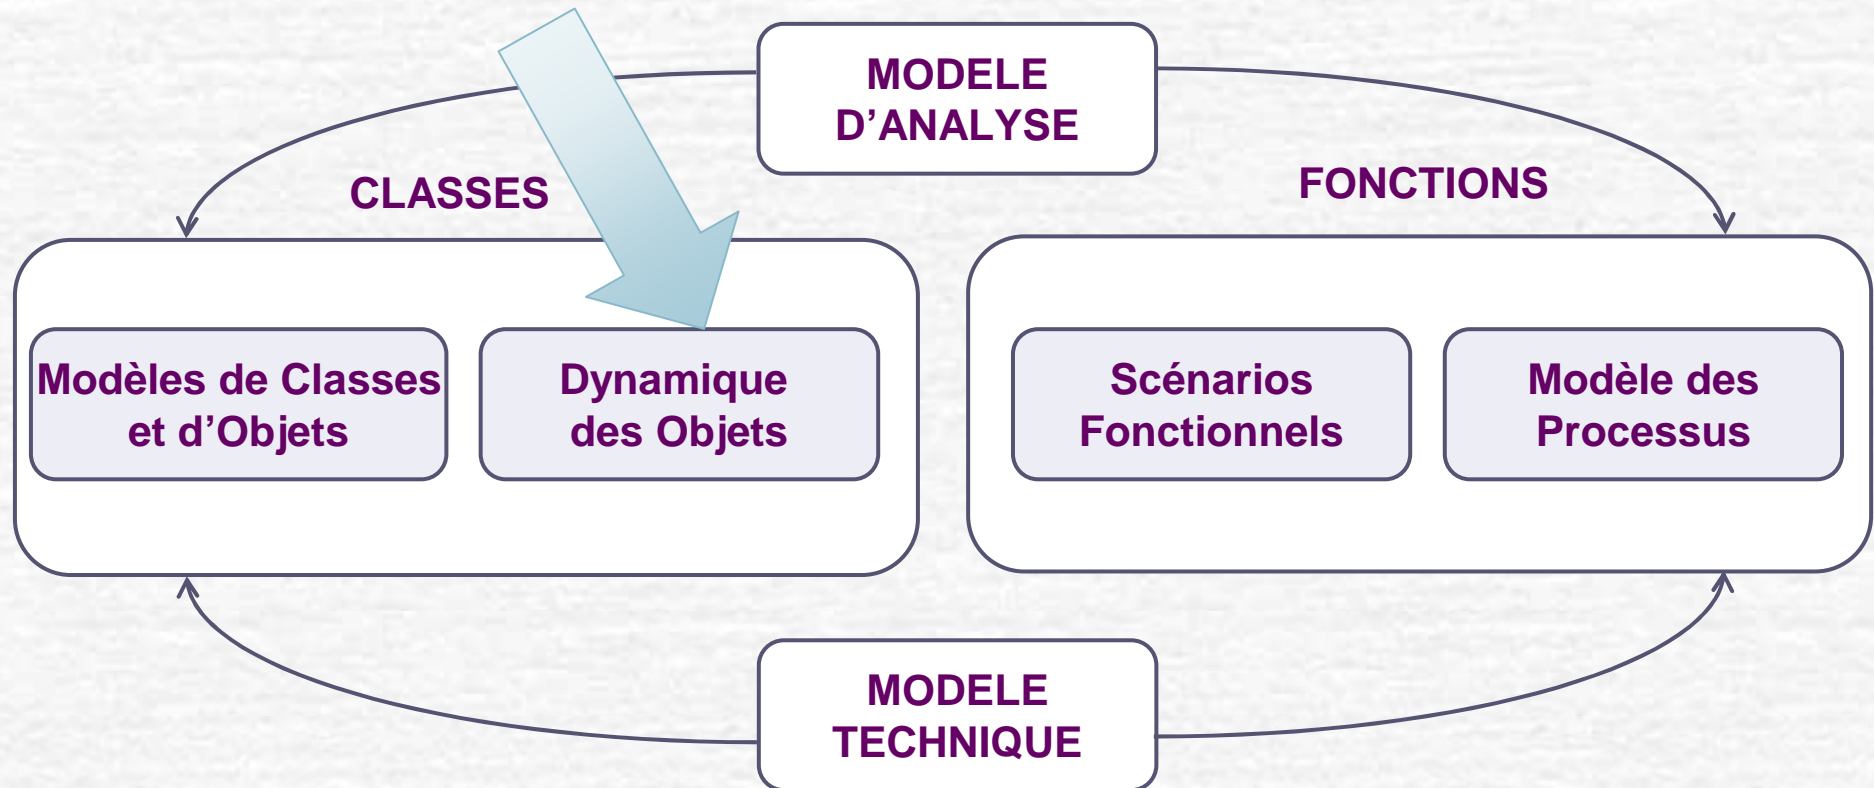 MODELE
D’ANALYSE
CLASSES
FONCTIONS
Modèles de Classes
et d’Objets
Dynamique
des Objets
Scénarios
Fonctionnels
Modèle des
Processus
MODELE
TECHNIQUE